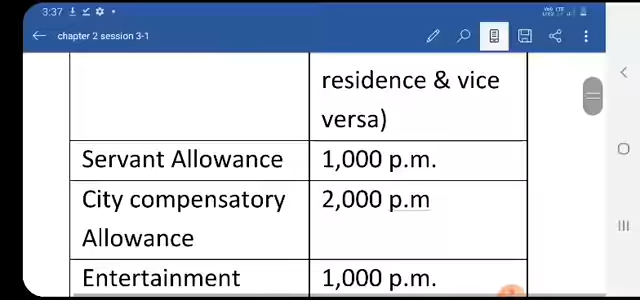 3:37
chapter 2 session 3-1
residence & vice
versa)
Servant Allowance 1,000 p.m.
City compensatory 2,000 p.m
Allowance
Entertainment 1,000 p.m.